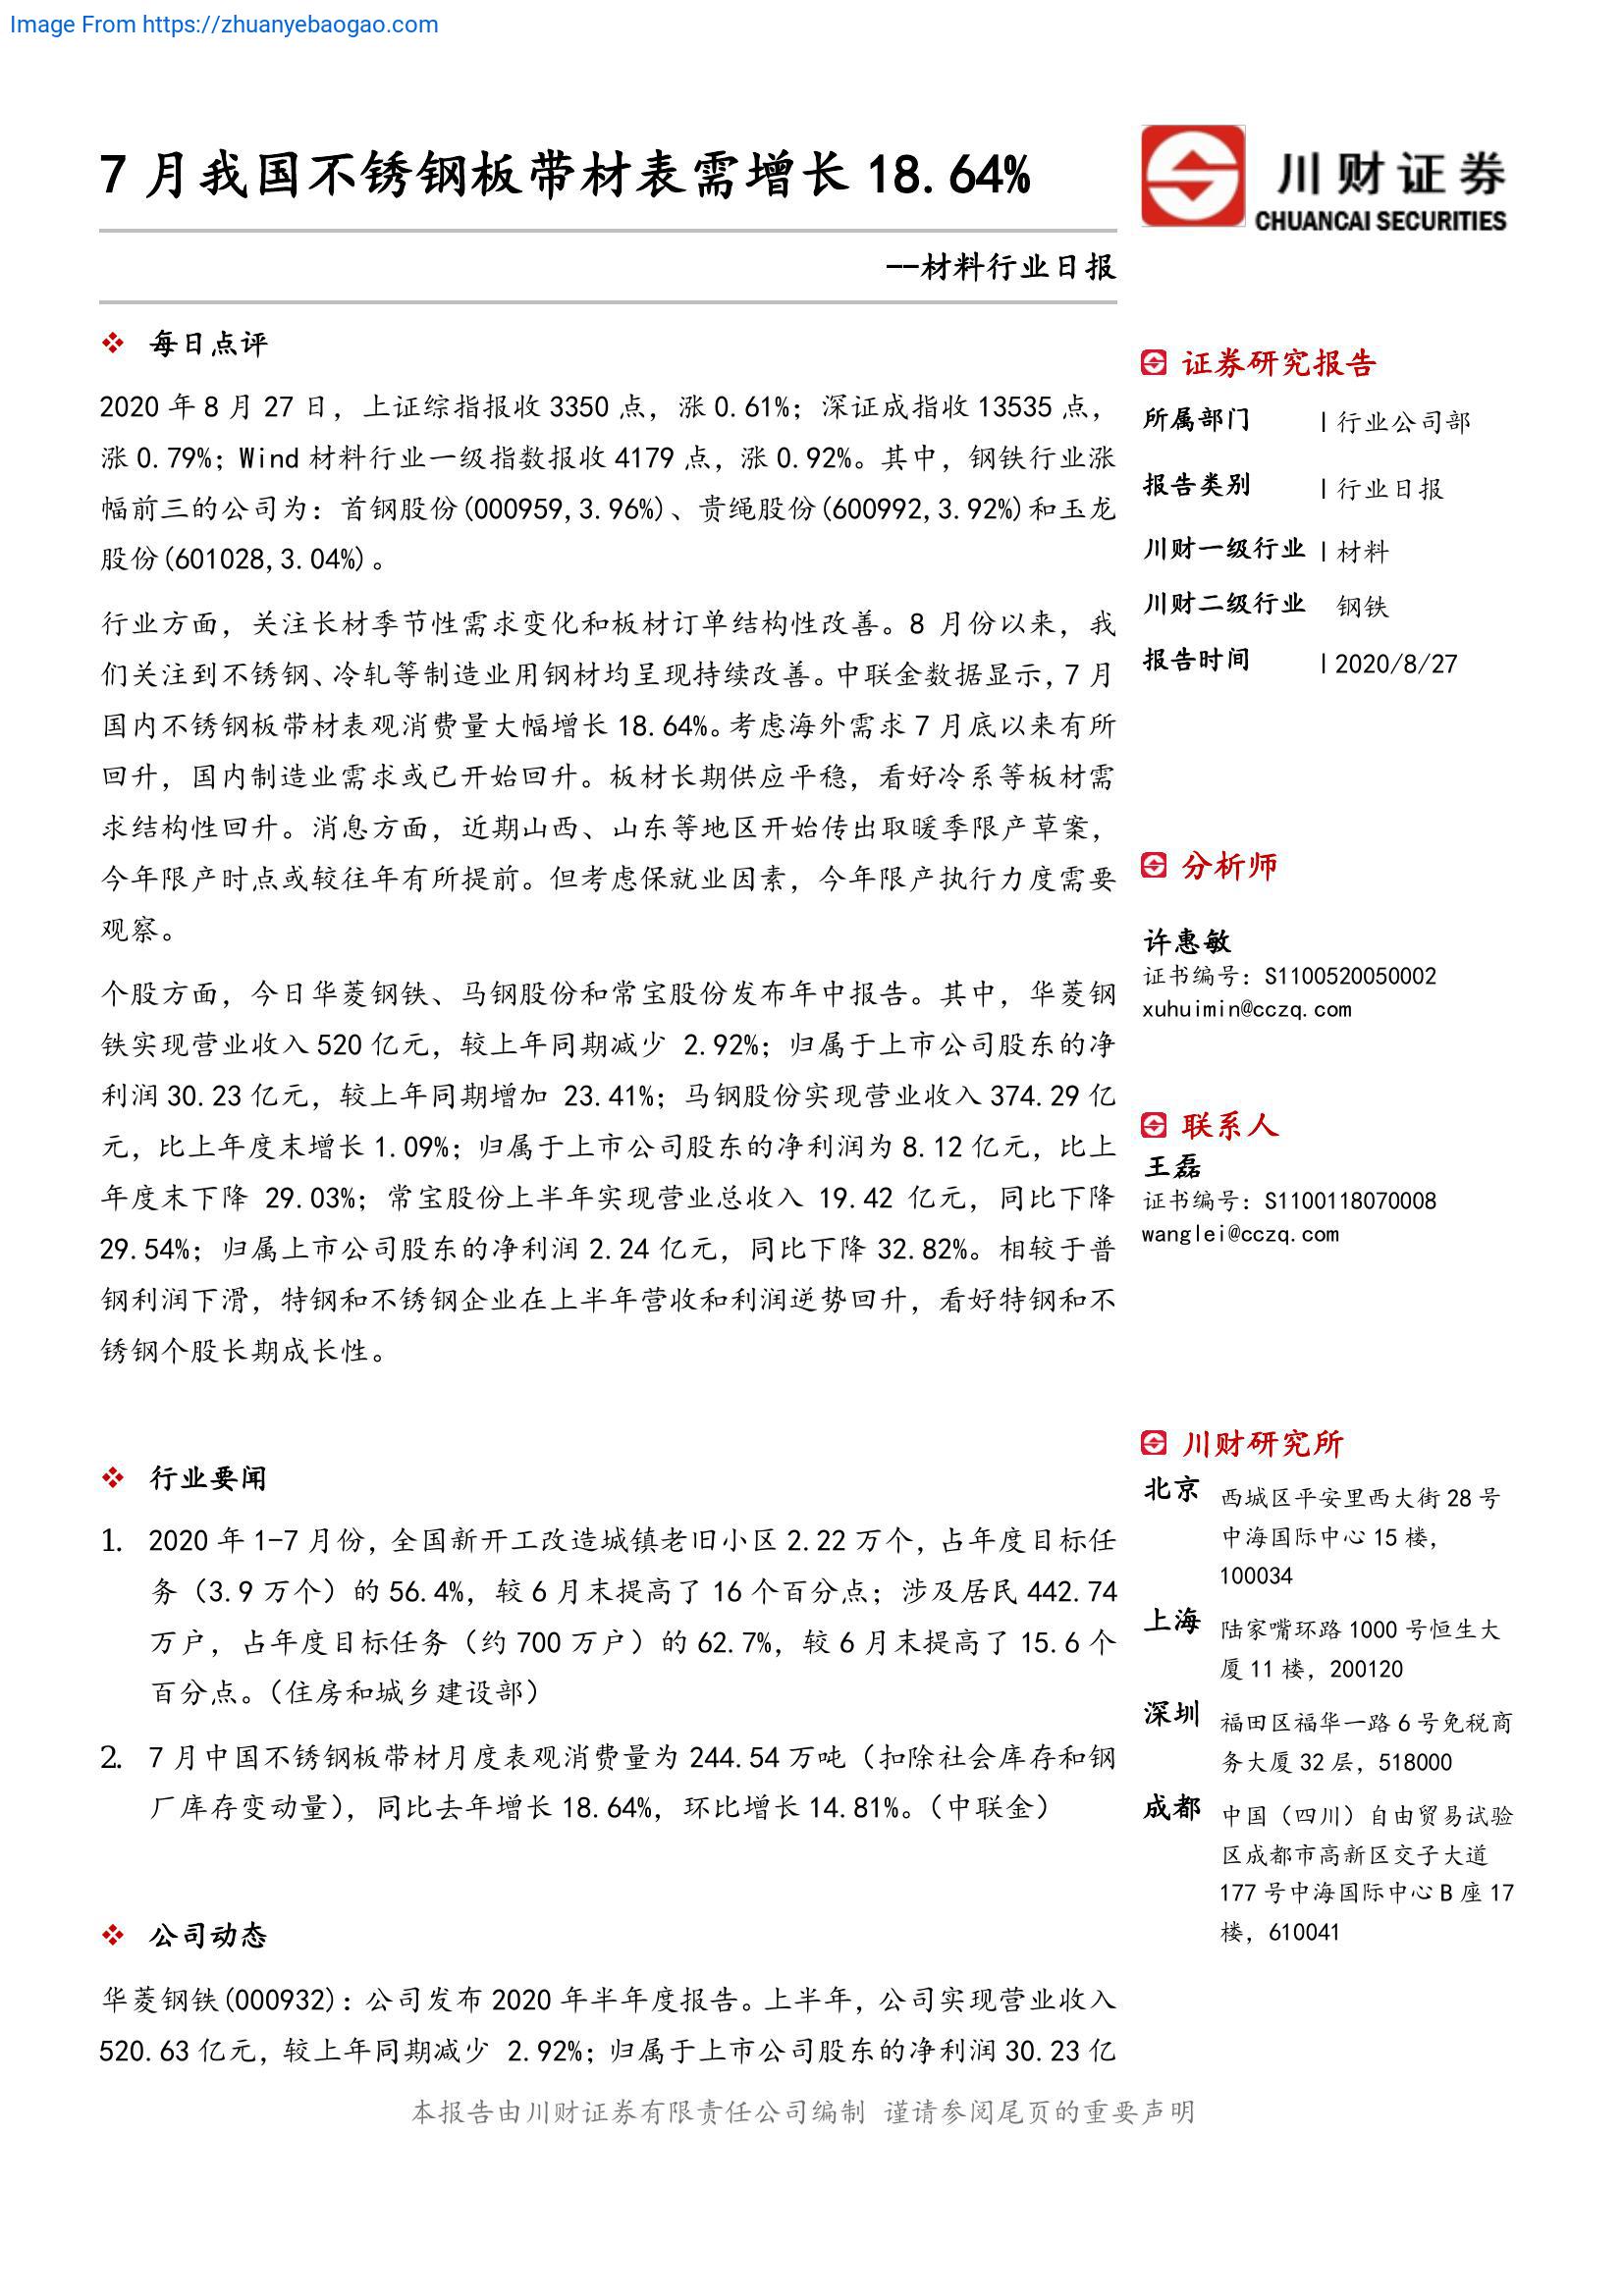 Image From https://zhuanyebaogao.com
7 月我国不锈钢板带材表需增长 18.64%
--材料行业日报
川财证券
CHUANCAI SECURITIES
❖ 每日点评
2020 年 8 月 27 日，上证综指报收 3350 点，涨 0.61%；深证成指收 13535 点，
涨 0.79%；Wind 材料行业一级指数报收 4179 点，涨 0.92%。其中，钢铁行业涨
幅前三的公司为：首钢股份(000959,3.96%)、贵绳股份(600992,3.92%)和玉龙
股份(601028,3.04%)。
行业方面，关注长材季节性需求变化和板材订单结构性改善。8 月份以来，我
们关注到不锈钢、冷轧等制造业用钢材均呈现持续改善。中联金数据显示，7 月
国内不锈钢板带材表观消费量大幅增长 18.64%。考虑海外需求 7 月底以来有所
回升，国内制造业需求或已开始回升。板材长期供应平稳，看好冷系等板材需
求结构性回升。消息方面，近期山西、山东等地区开始传出取暖季限产草案，
今年限产时点或较往年有所提前。但考虑保就业因素，今年限产执行力度需要
观察。
个股方面，今日华菱钢铁、马钢股份和常宝股份发布年中报告。其中，华菱钢
铁实现营业收入 520 亿元，较上年同期减少 2.92%；归属于上市公司股东的净
利润 30.23 亿元，较上年同期增加 23.41%；马钢股份实现营业收入 374.29 亿
元，比上年度末增长 1.09%；归属于上市公司股东的净利润为 8.12 亿元，比上
年度末下降 29.03%；常宝股份上半年实现营业总收入 19.42 亿元，同比下降
29.54%；归属上市公司股东的净利润 2.24 亿元，同比下降 32.82%。相较于普
钢利润下滑，特钢和不锈钢企业在上半年营收和利润逆势回升，看好特钢和不
锈钢个股长期成长性。
❖ 行业要闻
1. 2020 年 1-7 月份，全国新开工改造城镇老旧小区 2.22 万个，占年度目标任
务（3.9 万个）的 56.4%，较 6 月末提高了 16 个百分点；涉及居民 442.74
万户，占年度目标任务（约 700 万户）的 62.7%，较 6 月末提高了 15.6 个
百分点。（住房和城乡建设部）
2. 7 月中国不锈钢板带材月度表观消费量为 244.54 万吨（扣除社会库存和钢
厂库存变动量），同比去年增长 18.64%，环比增长 14.81%。（中联金）
❖ 公司动态
华菱钢铁(000932)：公司发布 2020 年半年度报告。上半年，公司实现营业收入
520.63 亿元，较上年同期减少 2.92%；归属于上市公司股东的净利润 30.23 亿
证券研究报告
所属部门 | 行业公司部
报告类别 | 行业日报
川财一级行业 | 材料
川财二级行业 钢铁
报告时间 | 2020/8/27
分析师
许惠敏
证书编号：S1100520050002
xuhuimin@cczq.com
联系人
王磊
证书编号：S1100118070008
wanglei@cczq.com
川财研究所
北京 西城区平安里西大街 28 号
中海国际中心 15 楼，
100034
上海 陆家嘴环路 1000 号恒生大
厦 11 楼，200120
深圳 福田区福华一路 6 号免税商
务大厦 32 层，518000
成都 中国（四川）自由贸易试验
区成都市高新区交子大道
177 号中海国际中心 B 座 17
楼，610041
本报告由川财证券有限责任公司编制 谨请参阅尾页的重要声明